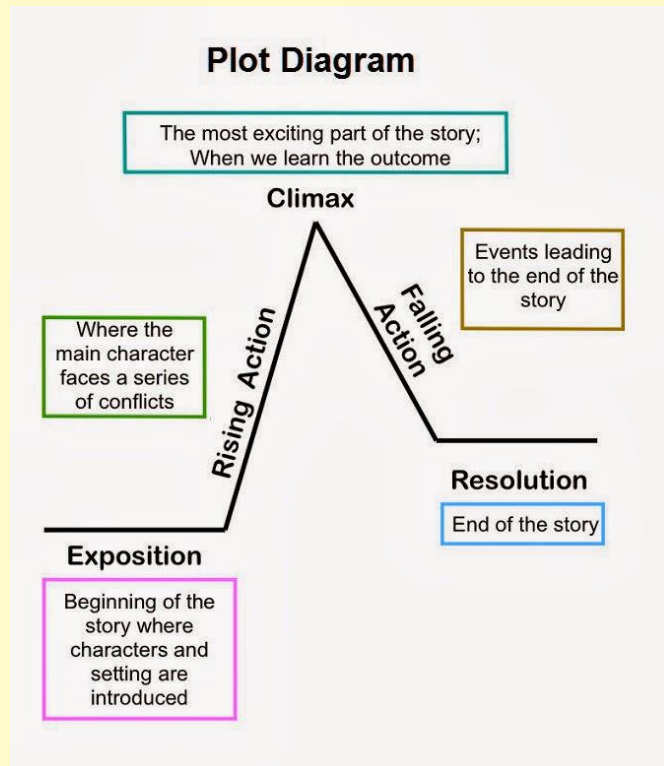 Plot Diagram
The most exciting part of the story;
When we learn the outcome
Climax
Events leading
to the end of the
story
Falling
Action
Where the
main character
faces a series
of conflicts
Rising Action
Resolution
End of the story
Exposition
Beginning of the
story where
characters and
setting are
introduced